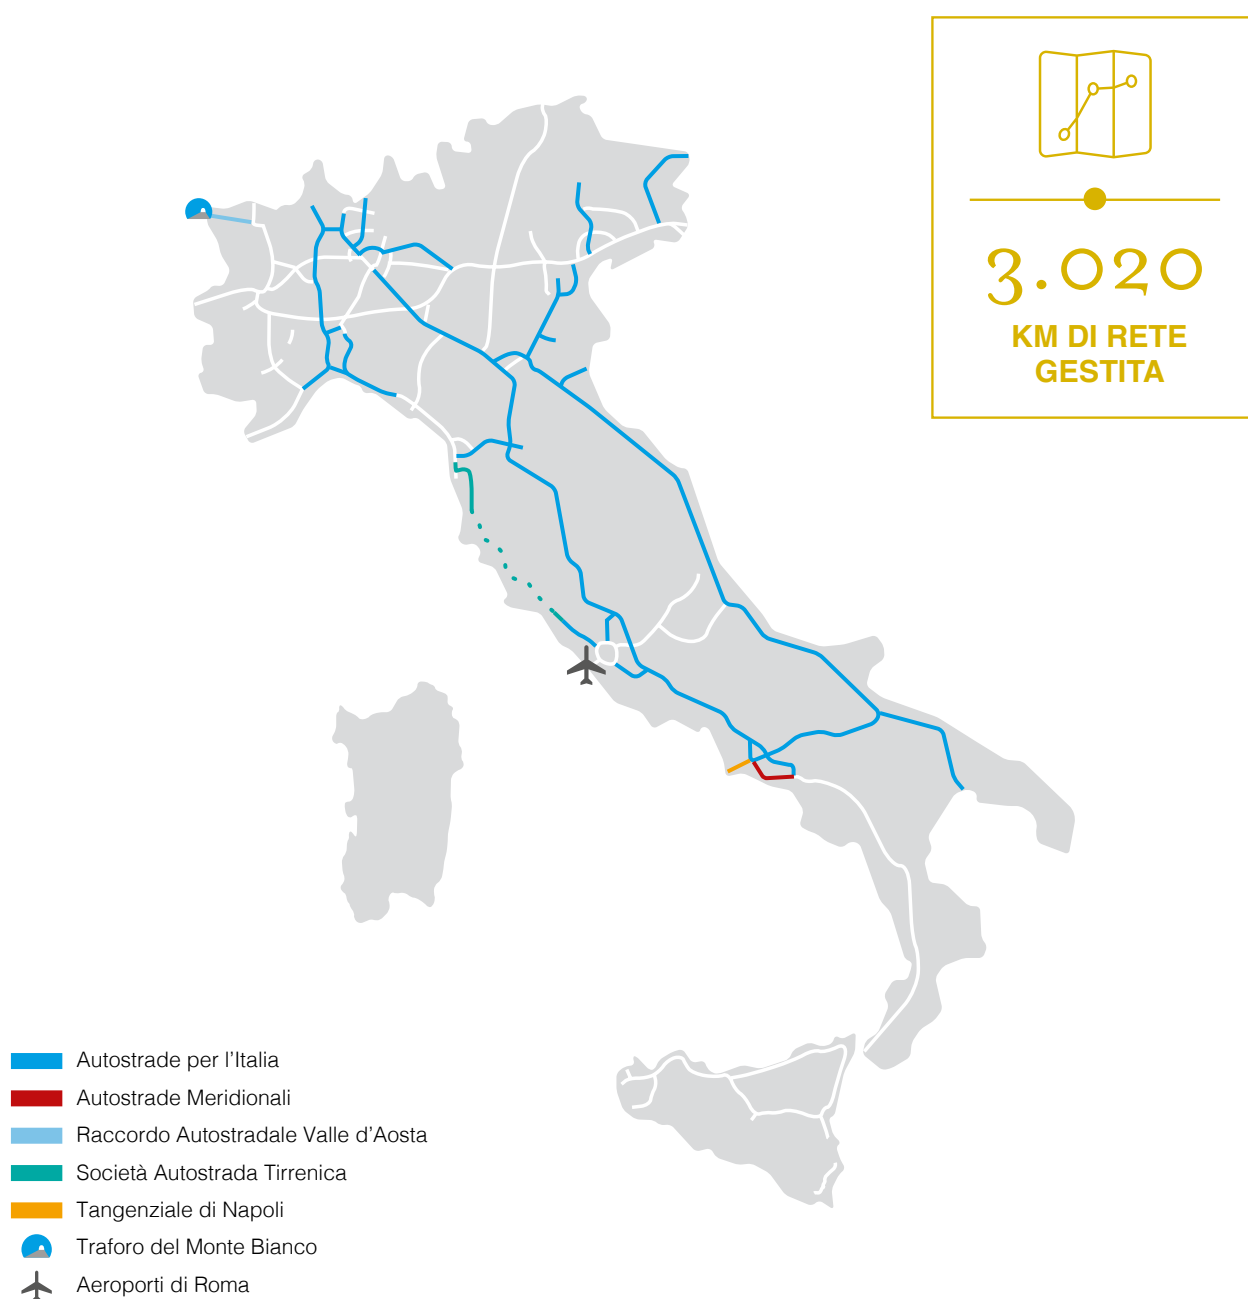 3.020
KM DI RETE
GESTITA
Autostrade per l'Italia
Autostrade Meridionali
Raccordo Autostradale Valle d'Aosta
Società Autostrada Tirrenica
Tangenziale di Napoli
Traforo del Monte Bianco
Aeroporti di Roma